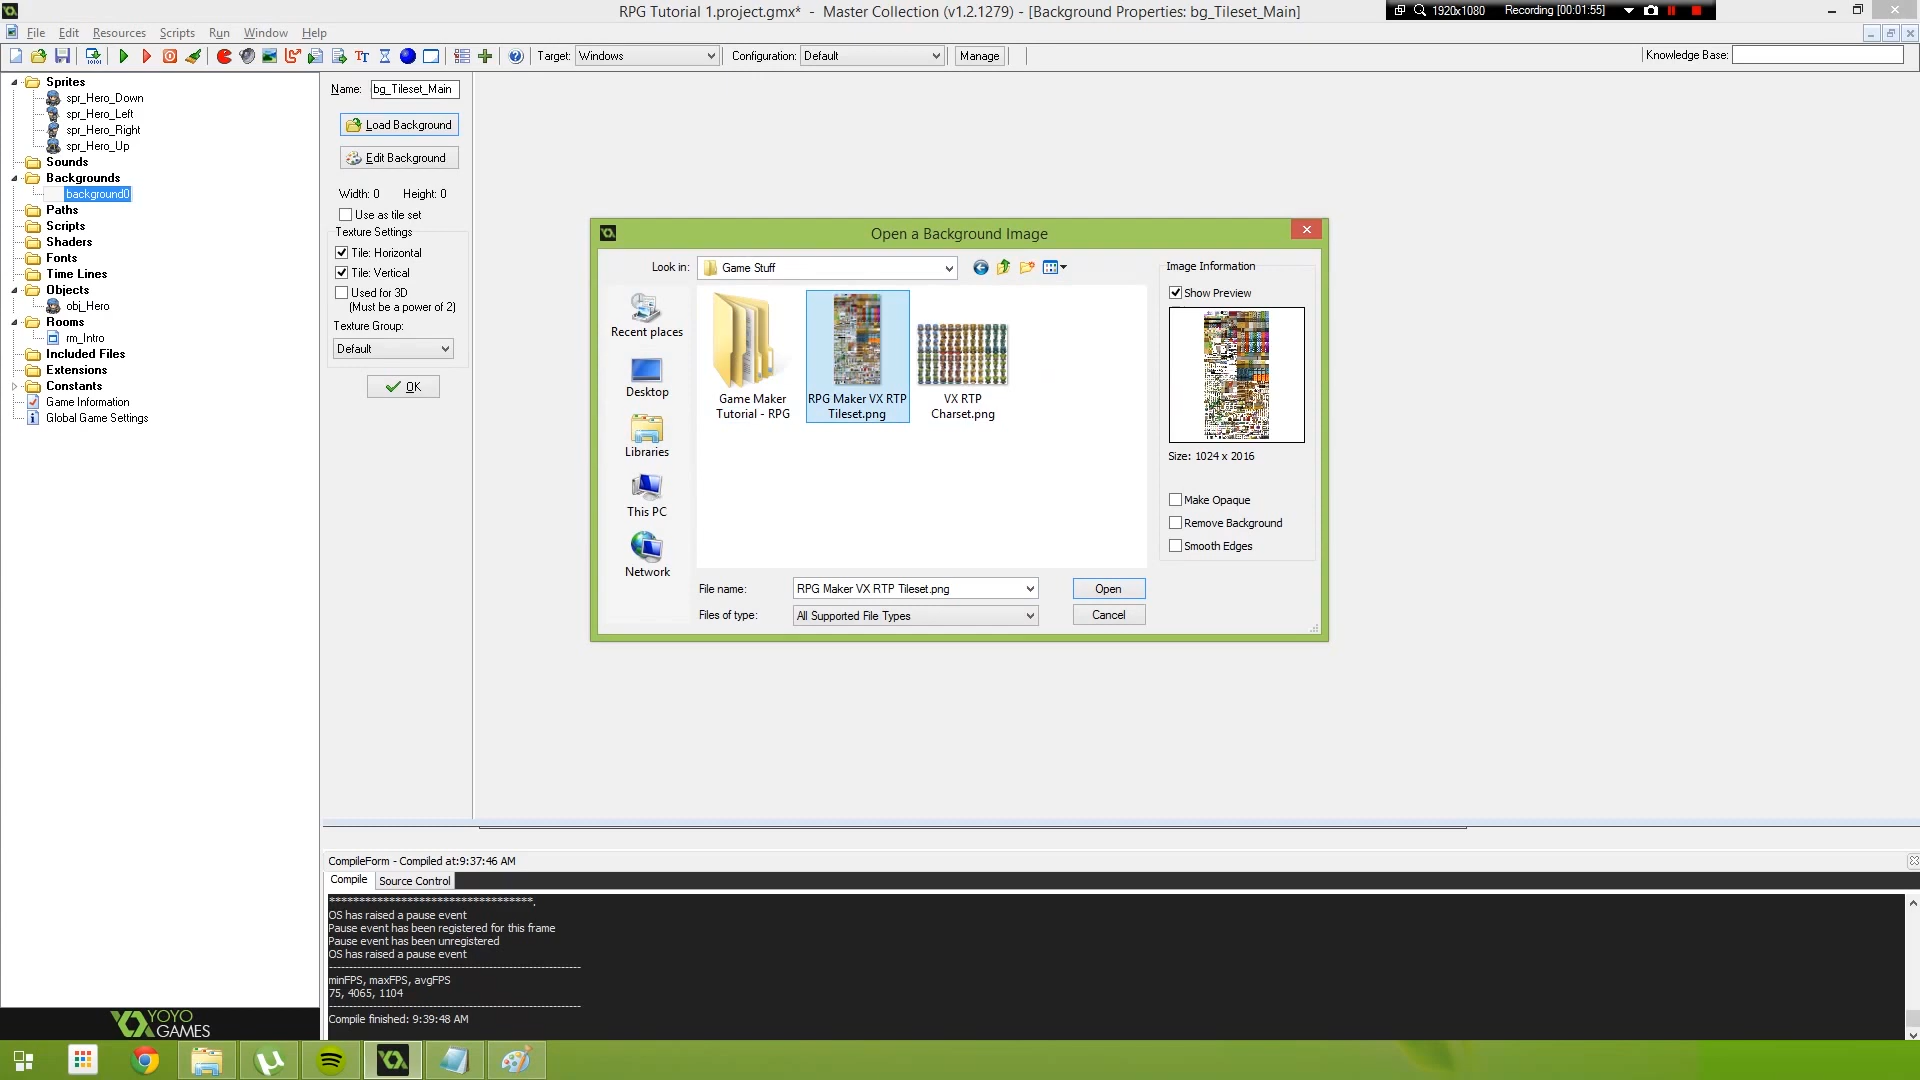 RPG Tutorial 1.project.gmx* - Master Collection (v1.2.1279) - [Background Properties: bg_Tileset_Main]
1920x1080 Recording [00:01:55]
File Edit Resources Scripts Run Window Help
Target: Windows Configuration: Default Manage Knowledge Base:
Sprites
spr_Hero_Down
spr_Hero_Left
spr_Hero_Right
spr_Hero_Up
Sounds
Backgrounds
background0
Paths
Scripts
Shaders
Fonts
Time Lines
Objects
obj_Hero
Rooms
rm_Intro
Included Files
Extensions
Constants
Game Information
Global Game Settings
YOYO
GAMES
Name: bg_Tileset_Main
Load Background
Edit Background
Width: 0 Height: 0
Use as tile set
Texture Settings
Tile: Horizontal
Tile: Vertical
Used for 3D
(Must be a power of 2)
Texture Group:
Default
OK
Open a Background Image
Look in: Game Stuff
Recent places
Desktop
Libraries
This PC
Network
Game Maker
Tutorial - RPG
RPG Maker VX RTP
Tileset.png
VX RTP
Charset.png
File name: RPG Maker VX RTP Tileset.png Open
Files of type: All Supported File Types Cancel
Image Information
Show Preview
Size: 1024 x 2016
Make Opaque
Remove Background
Smooth Edges
CompileForm - Compiled at:9:37:46 AM
Compile Source Control
OS has raised a pause event
Pause event has been registered for this frame
Pause event has been unregistered
OS has raised a pause event
minFPS, maxFPS, avgFPS
75, 4065, 1104
Compile finished: 9:39:48 AM